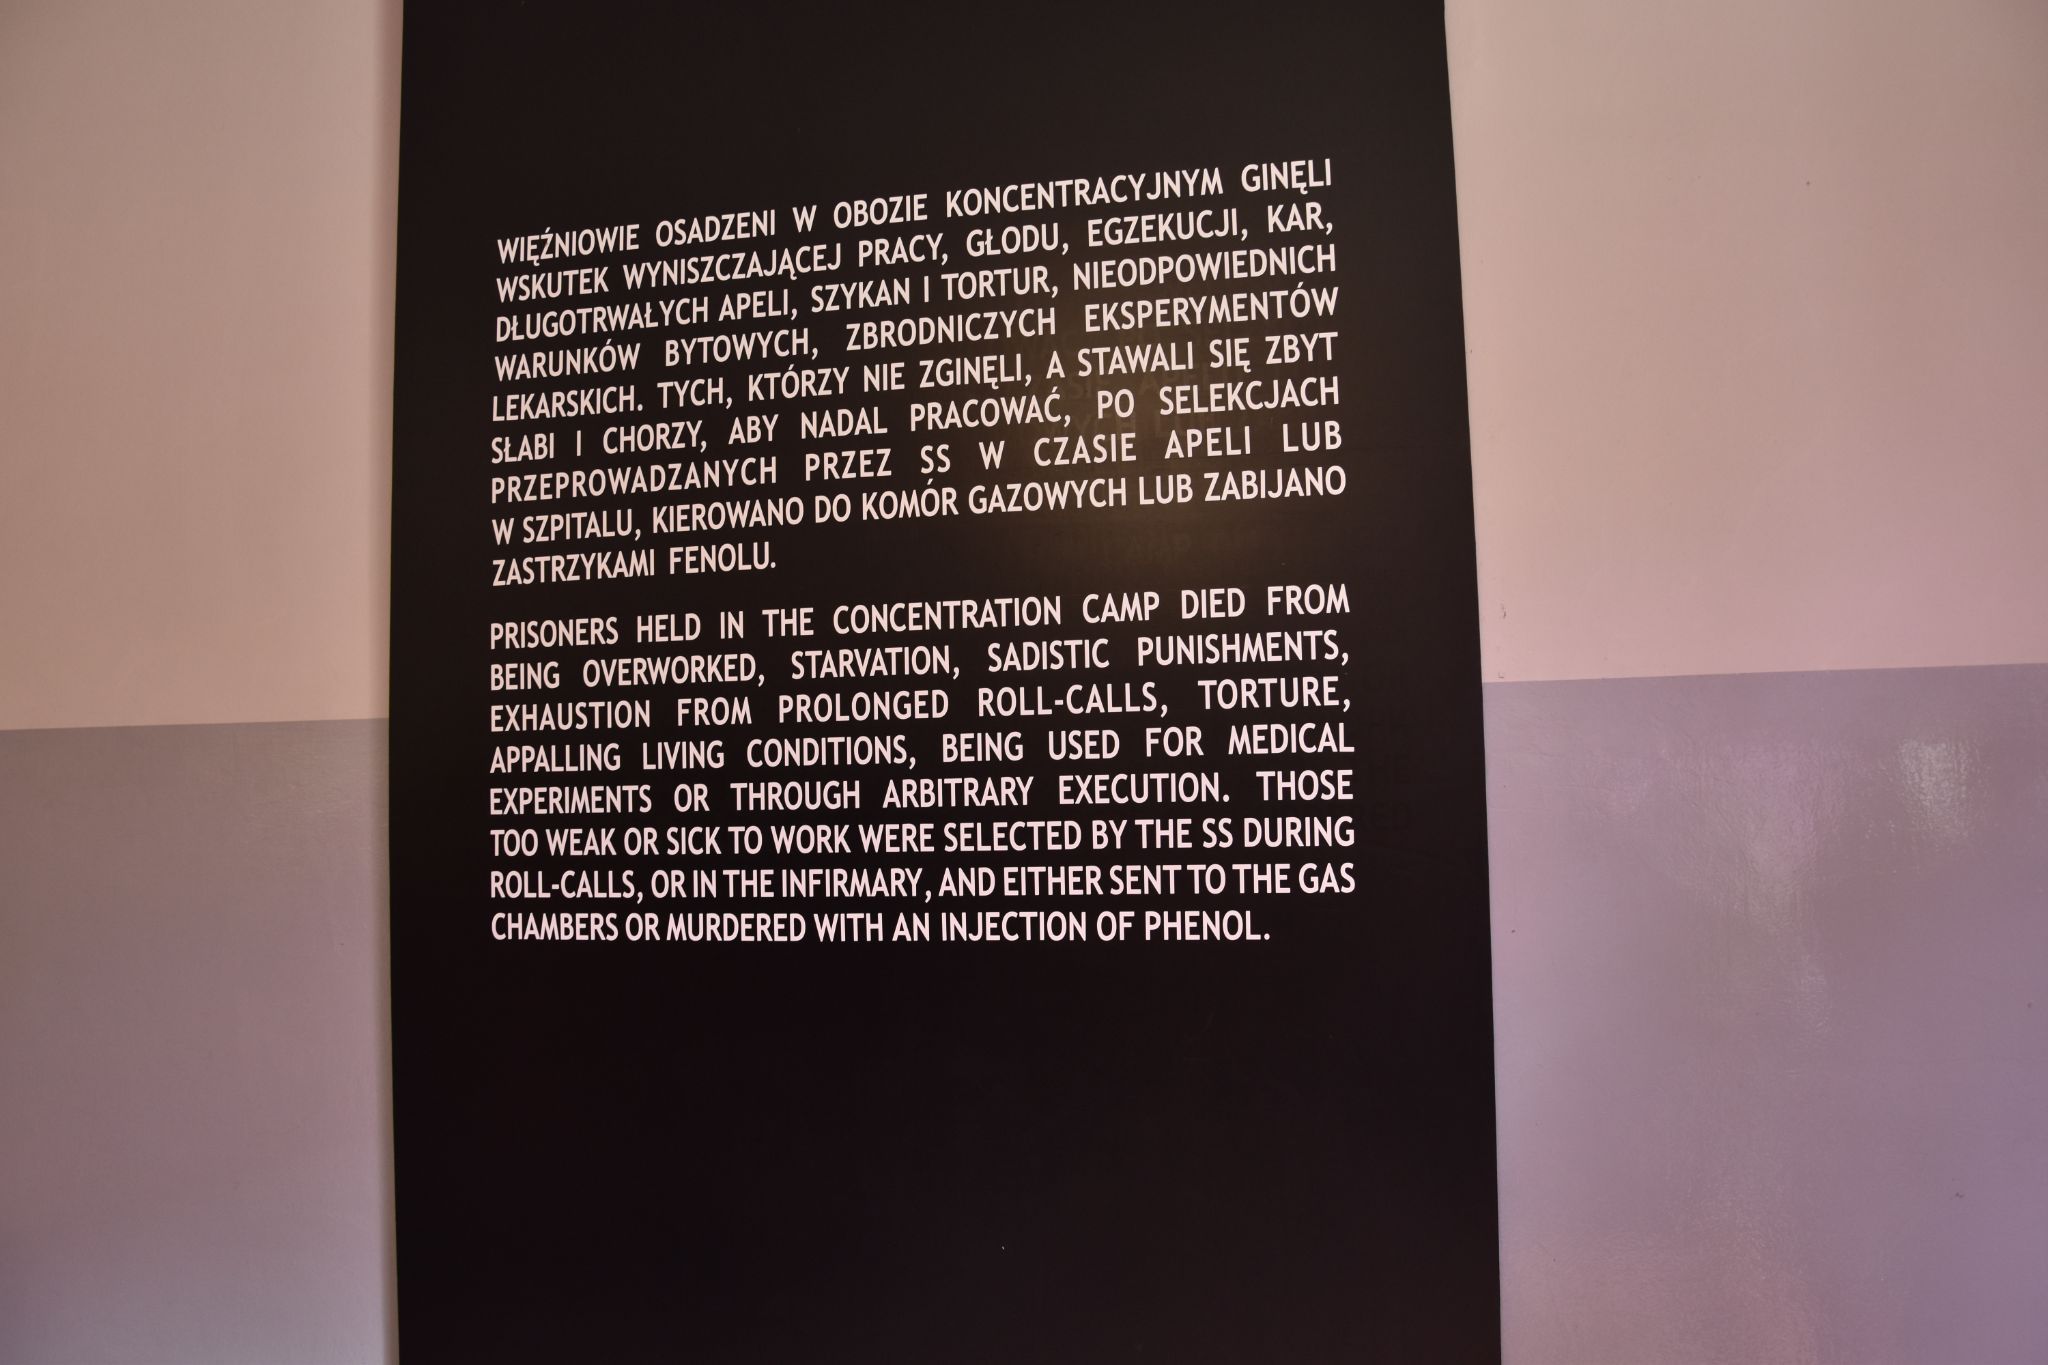 WIĘŹNIOWIE OSADZENI W OBOZIE KONCENTRACYJNYM GINĘLI
WSKUTEK WYNISZCZAJĄCEJ PRACY, GŁODU, EGZEKUCJI, KAR,
DŁUGOTRWAŁYCH APELI, SZYKAN I TORTUR, NIEODPOWIEDNICH
WARUNKÓW BYTOWYCH, ZBRODNICZYCH EKSPERYMENTÓW
LEKARSKICH. TYCH, KTÓRZY NIE ZGINĘLI, A STAWALI SIĘ ZBYT
SŁABI I CHORZY, ABY NADAL PRACOWAĆ, PO SELEKCJACH
PRZEPROWADZANYCH PRZEZ SS W CZASIE APELI LUB
W SZPITALU, KIEROWANO DO KOMÓR GAZOWYCH LUB ZABIJANO
ZASTRZYKAMI FENOLU.
PRISONERS HELD IN THE CONCENTRATION CAMP DIED FROM
BEING OVERWORKED, STARVATION, SADISTIC PUNISHMENTS,
EXHAUSTION FROM PROLONGED ROLL-CALLS, TORTURE,
APPALLING LIVING CONDITIONS, BEING USED FOR MEDICAL
EXPERIMENTS OR THROUGH ARBITRARY EXECUTION. THOSE
TOO WEAK OR SICK TO WORK WERE SELECTED BY THE SS DURING
ROLL-CALLS, OR IN THE INFIRMARY, AND EITHER SENT TO THE GAS
CHAMBERS OR MURDERED WITH AN INJECTION OF PHENOL.